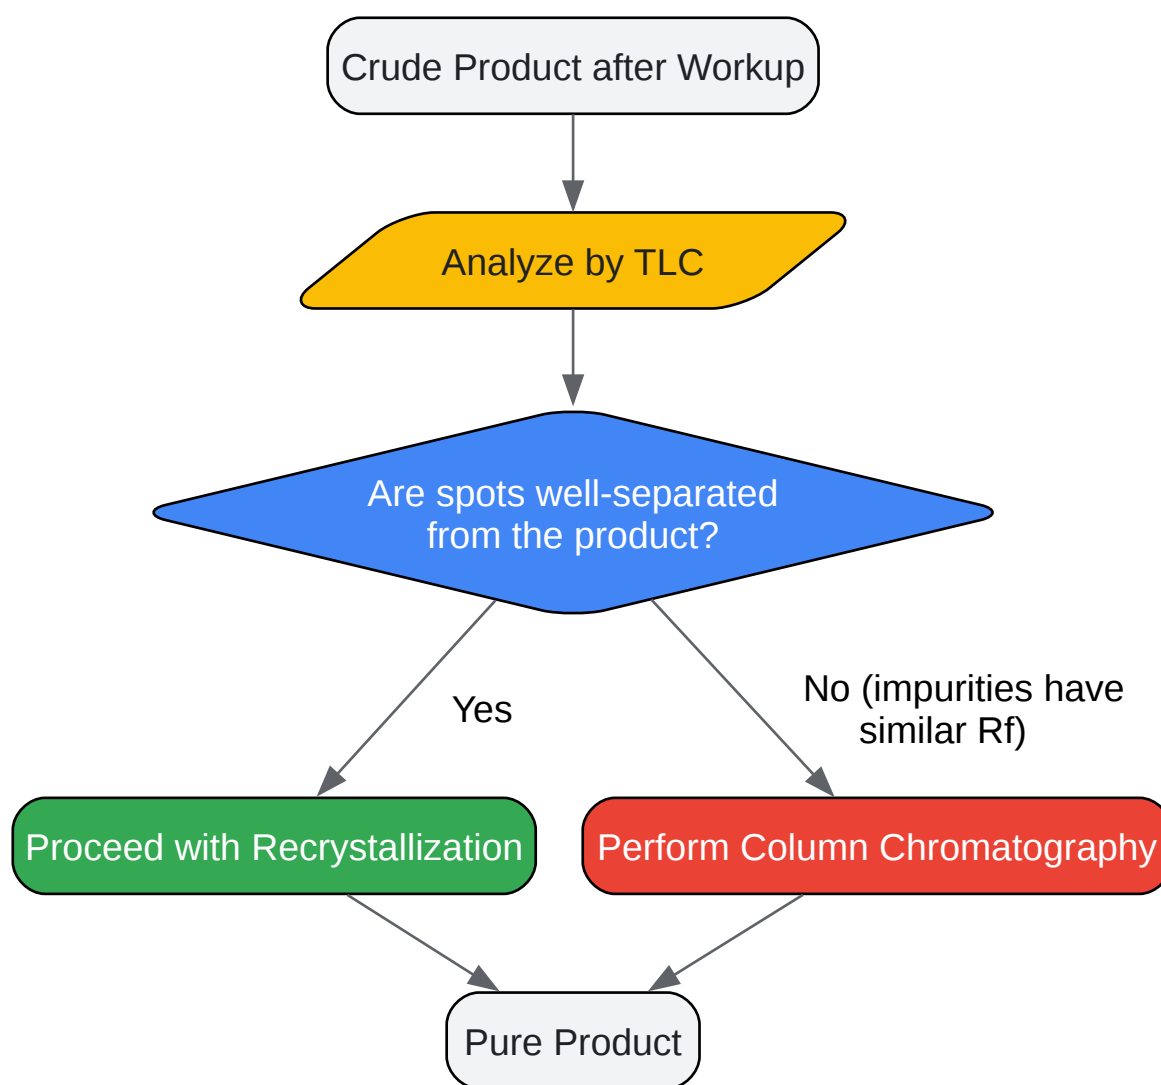 Crude Product after Workup
Analyze by TLC
Are spots well-separated
from the product?
Yes
No (impurities have
similar Rf)
Proceed with Recrystallization
Perform Column Chromatography
Pure Product